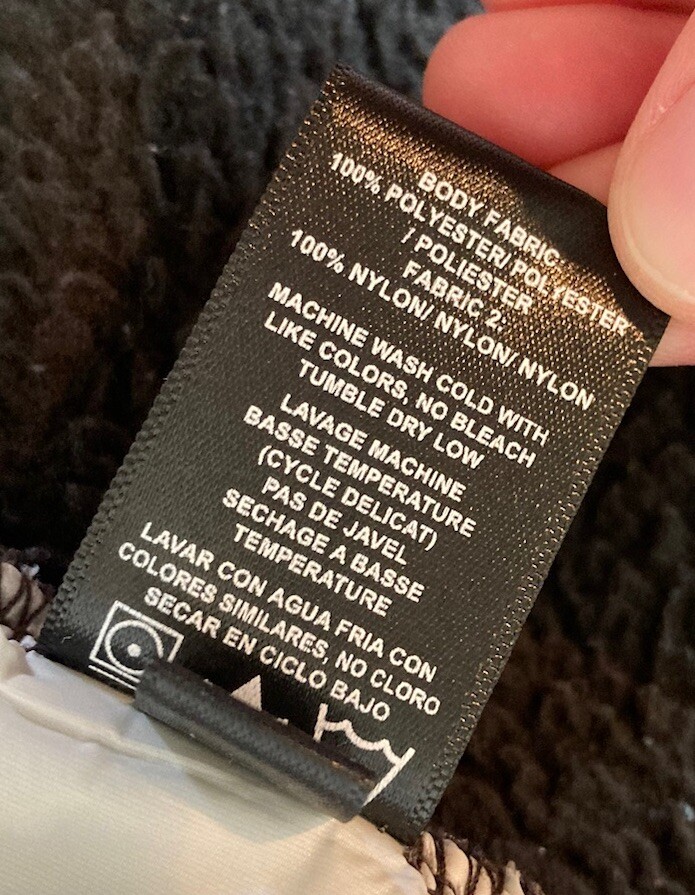 BODY FABRIC:
100% POLYESTER/ POLYESTER
/ POLIESTER
FABRIC 2:
100% NYLON/ NYLON/ NYLON
MACHINE WASH COLD WITH
LIKE COLORS, NO BLEACH
TUMBLE DRY LOW
LAVAGE MACHINE
BASSE TEMPERATURE
(CYCLE DELICAT)
PAS DE JAVEL
SECHAGE A BASSE
TEMPERATURE
LAVAR CON AGUA FRIA CON
COLORES SIMILARES, NO CLORO
SECAR EN CICLO BAJO